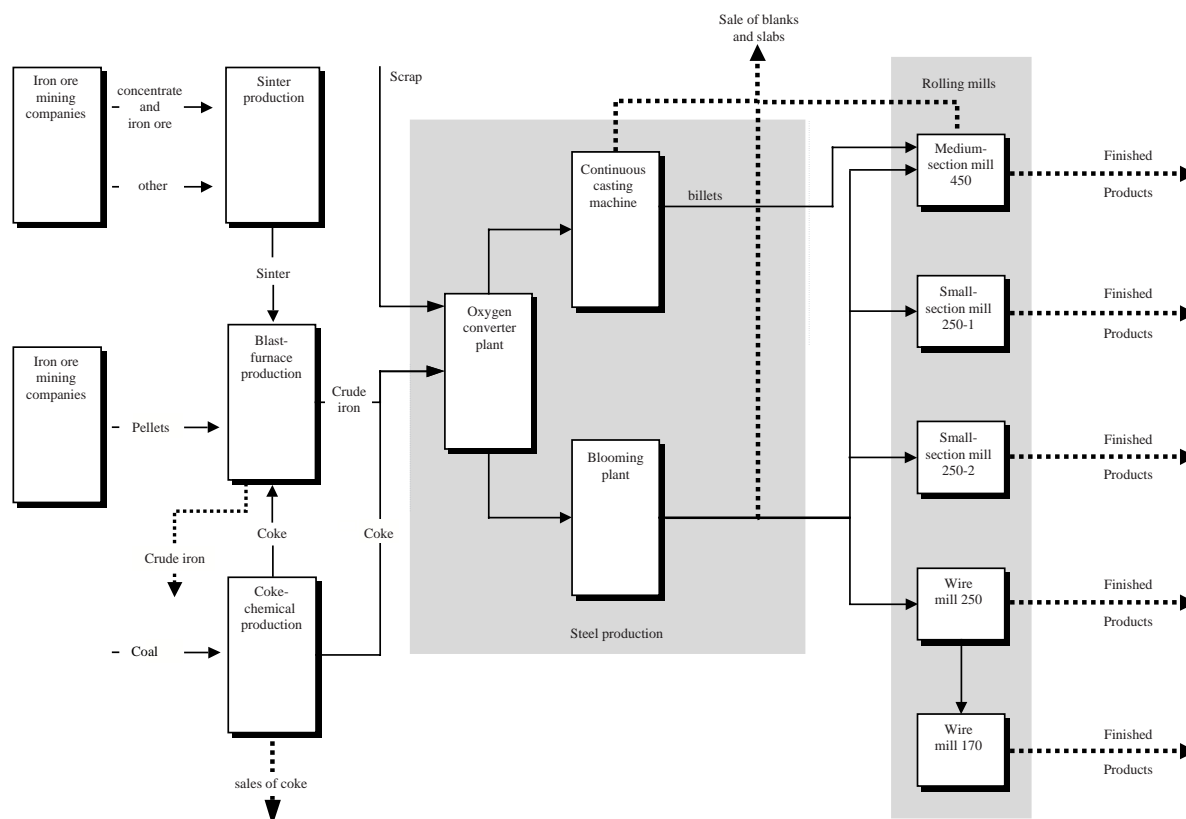 Sale of blanks
and slabs
Iron ore
mining
companies
concentrate
and
iron ore
other
Sinter
production
Scrap
Rolling mills
Continuous
casting
machine
billets
Medium-
section mill
450
Finished
Products
Sinter
Small-
section mill
250-1
Finished
Products
Iron ore
mining
companies
Blast-
furnace
production
Crude
iron
Oxygen
converter
plant
Pellets
Blooming
plant
Small-
section mill
250-2
Finished
Products
Crude iron
Coke
Coke
Coke-
chemical
production
Coal
Steel production
Wire
mill 250
Finished
Products
Wire
mill 170
Finished
Products
sales of coke